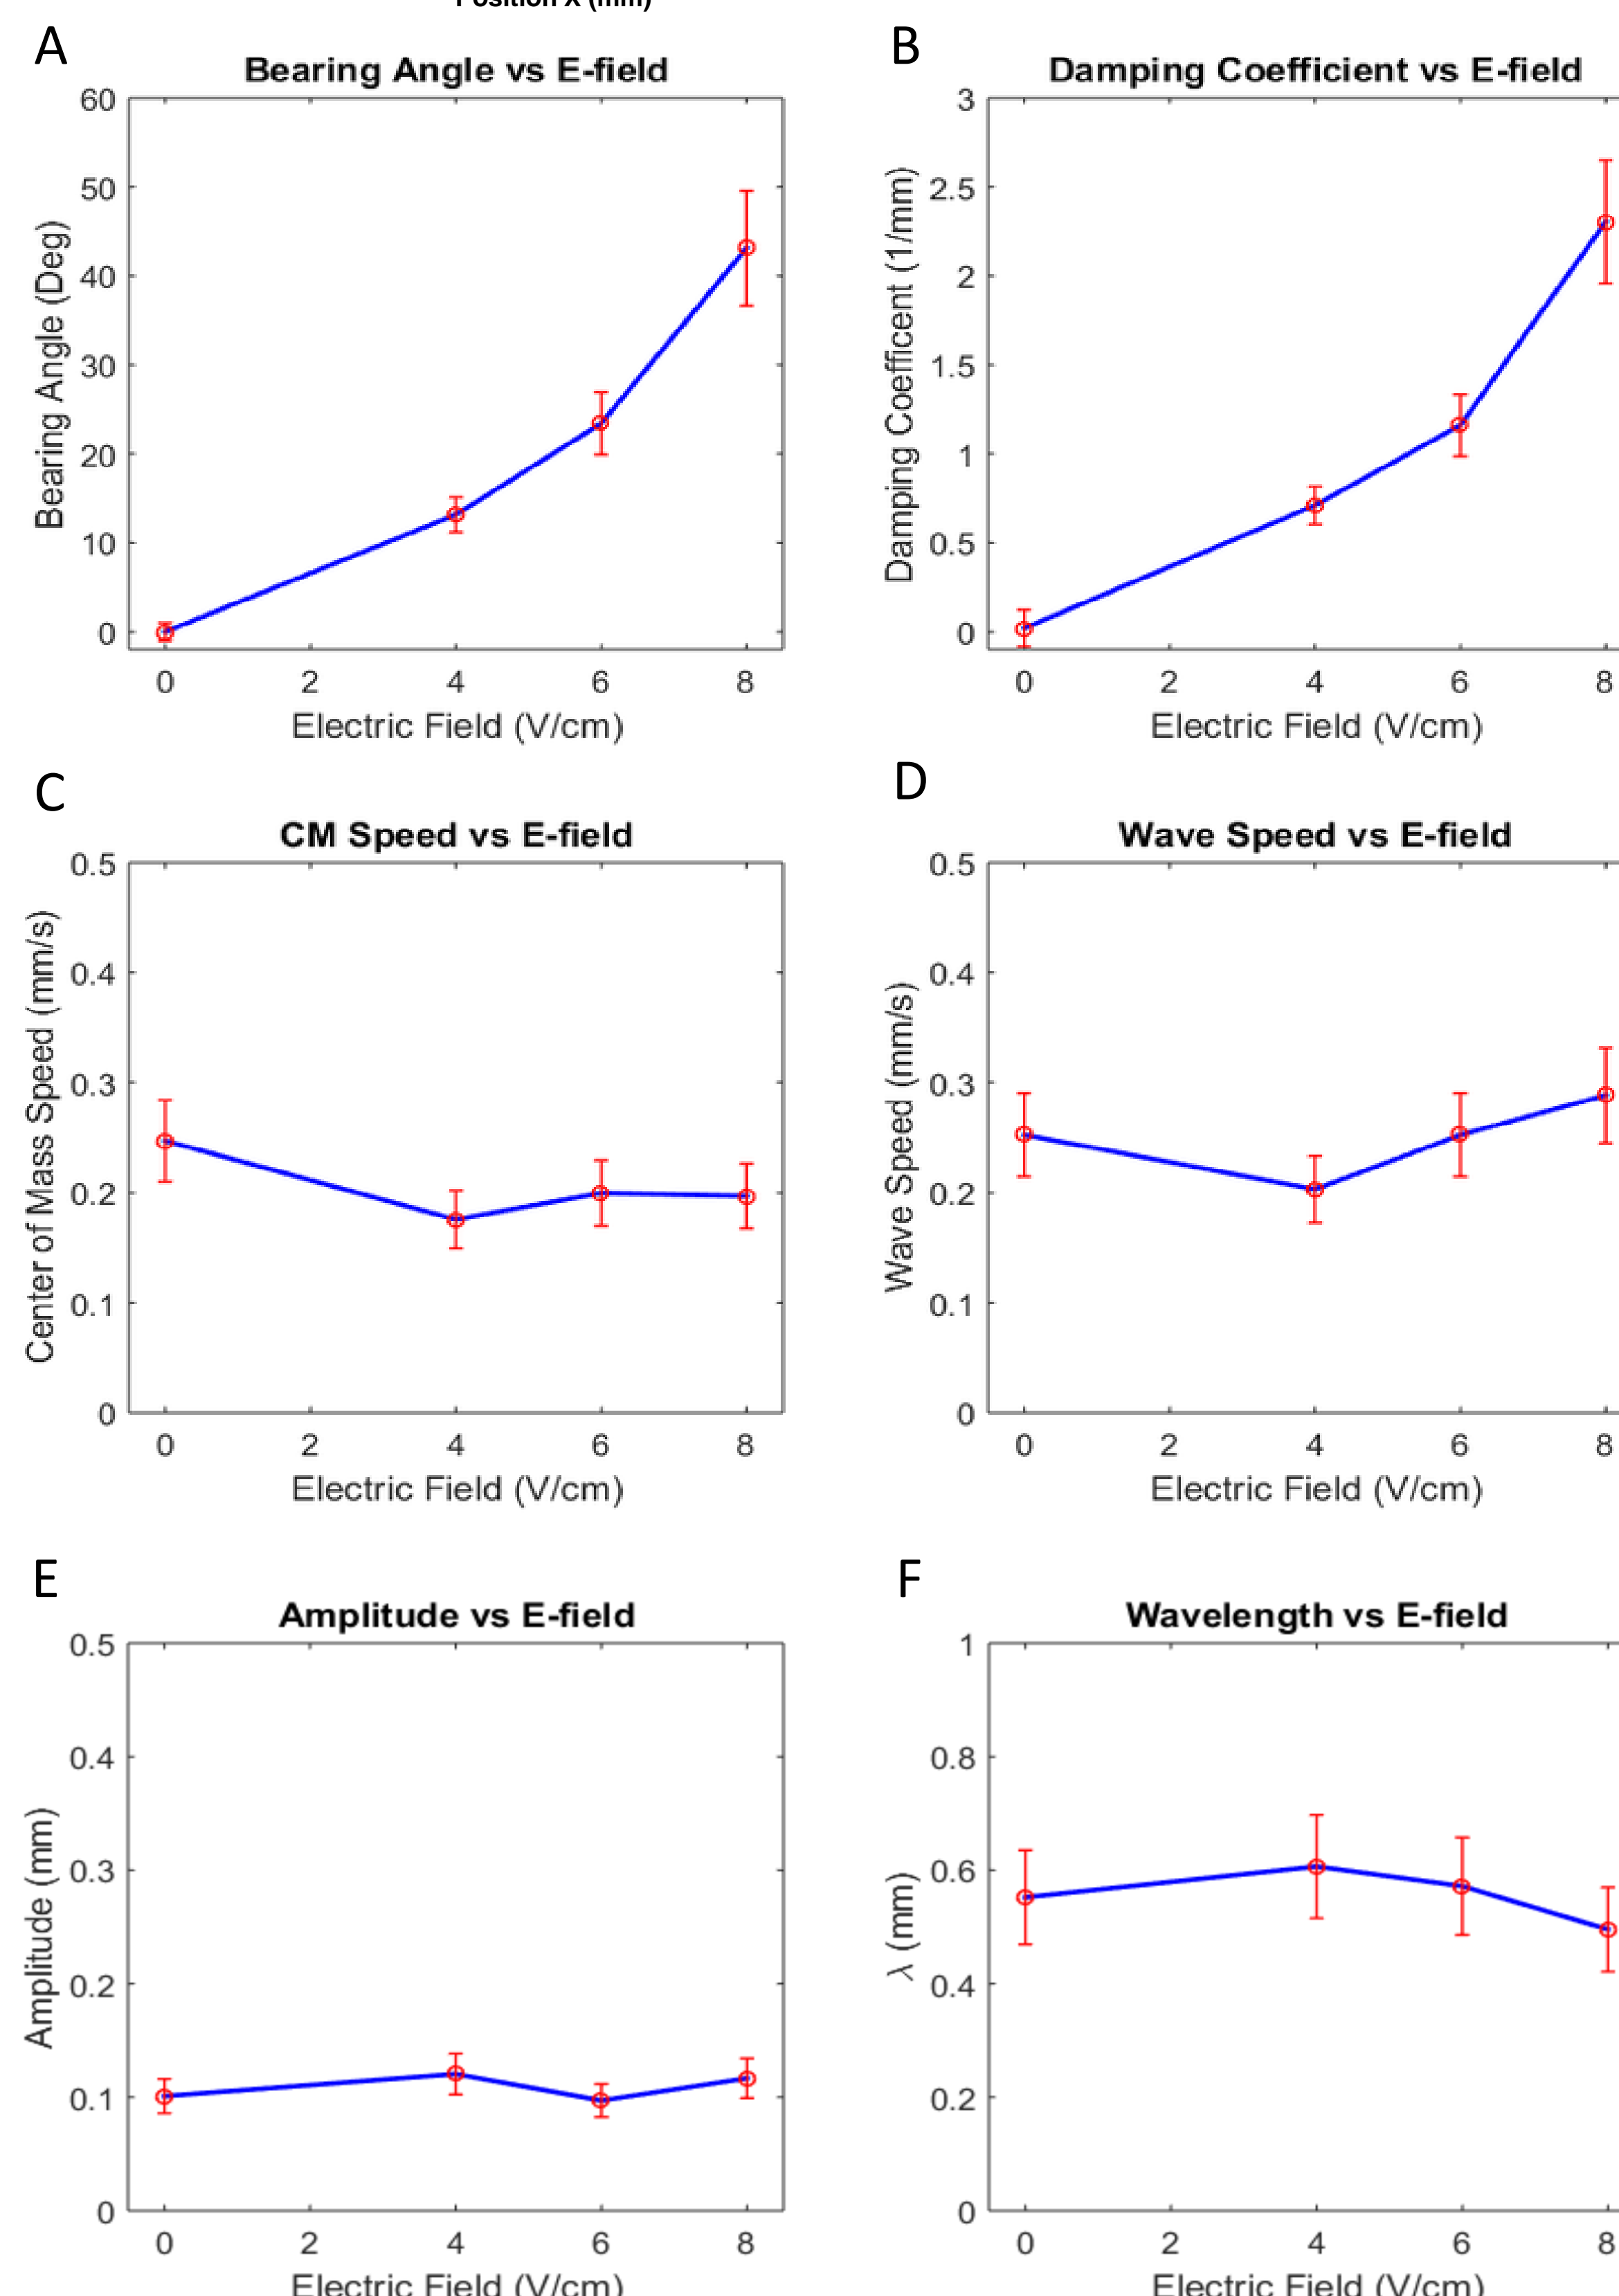 Position X (mm)
A
Bearing Angle vs E-field
60
50
40
30
20
10
0
Bearing Angle (Deg)
0 2 4 6 8
Electric Field (V/cm)
B
Damping Coefficient vs E-field
3
2.5
2
1.5
1
0.5
0
Damping Coefficent (1/mm)
0 2 4 6 8
Electric Field (V/cm)
C
CM Speed vs E-field
0.5
0.4
0.3
0.2
0.1
0
Center of Mass Speed (mm/s)
0 2 4 6 8
Electric Field (V/cm)
D
Wave Speed vs E-field
0.5
0.4
0.3
0.2
0.1
0
Wave Speed (mm/s)
0 2 4 6 8
Electric Field (V/cm)
E
Amplitude vs E-field
0.5
0.4
0.3
0.2
0.1
0
Amplitude (mm)
0 2 4 6 8
Electric Field (V/cm)
F
Wavelength vs E-field
1
0.8
0.6
0.4
0.2
0
λ (mm)
0 2 4 6 8
Electric Field (V/cm)